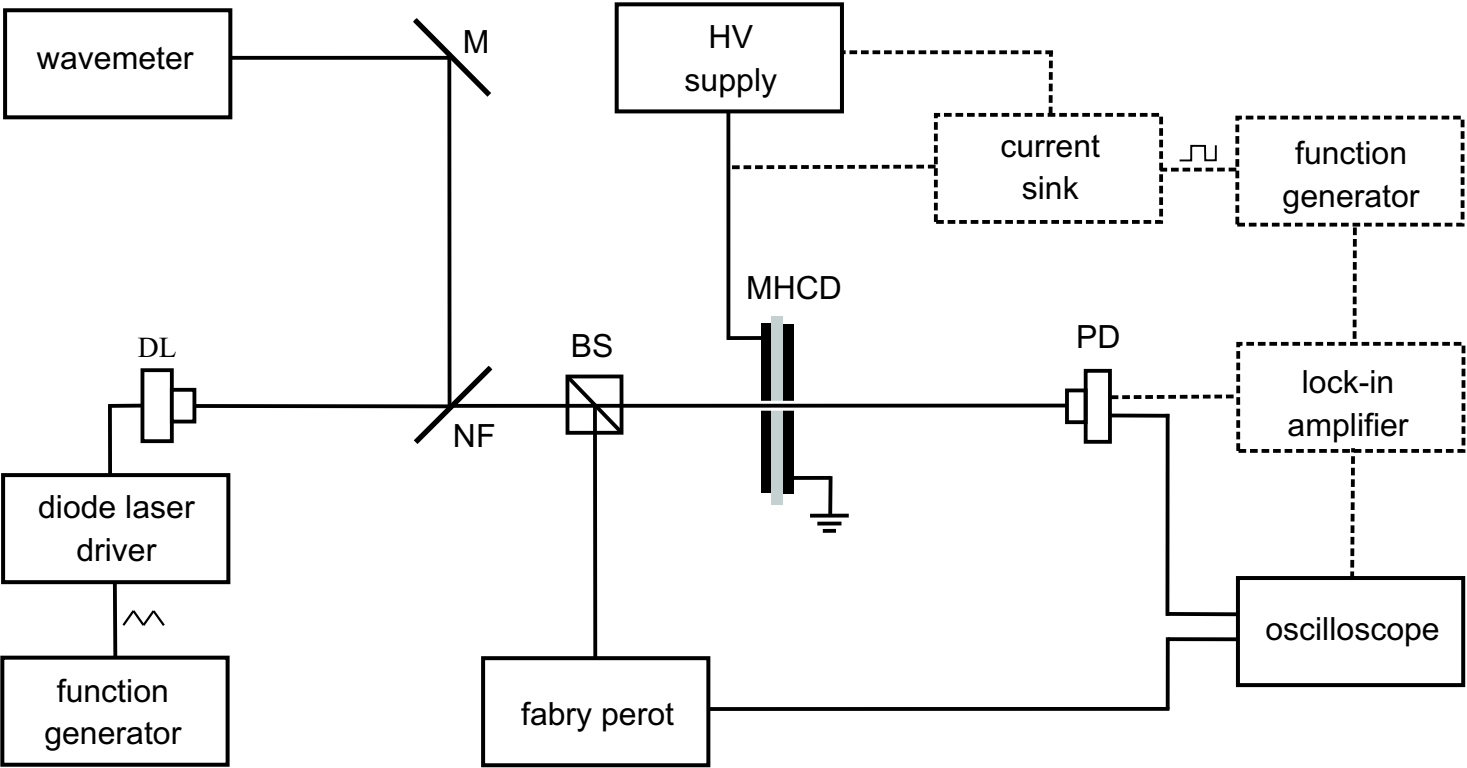 wavemeter
M
HV
supply
current
sink
function
generator
MHCD
DL
BS
PD
NF
lock-in
amplifier
diode laser
driver
function
generator
fabry perot
oscilloscope